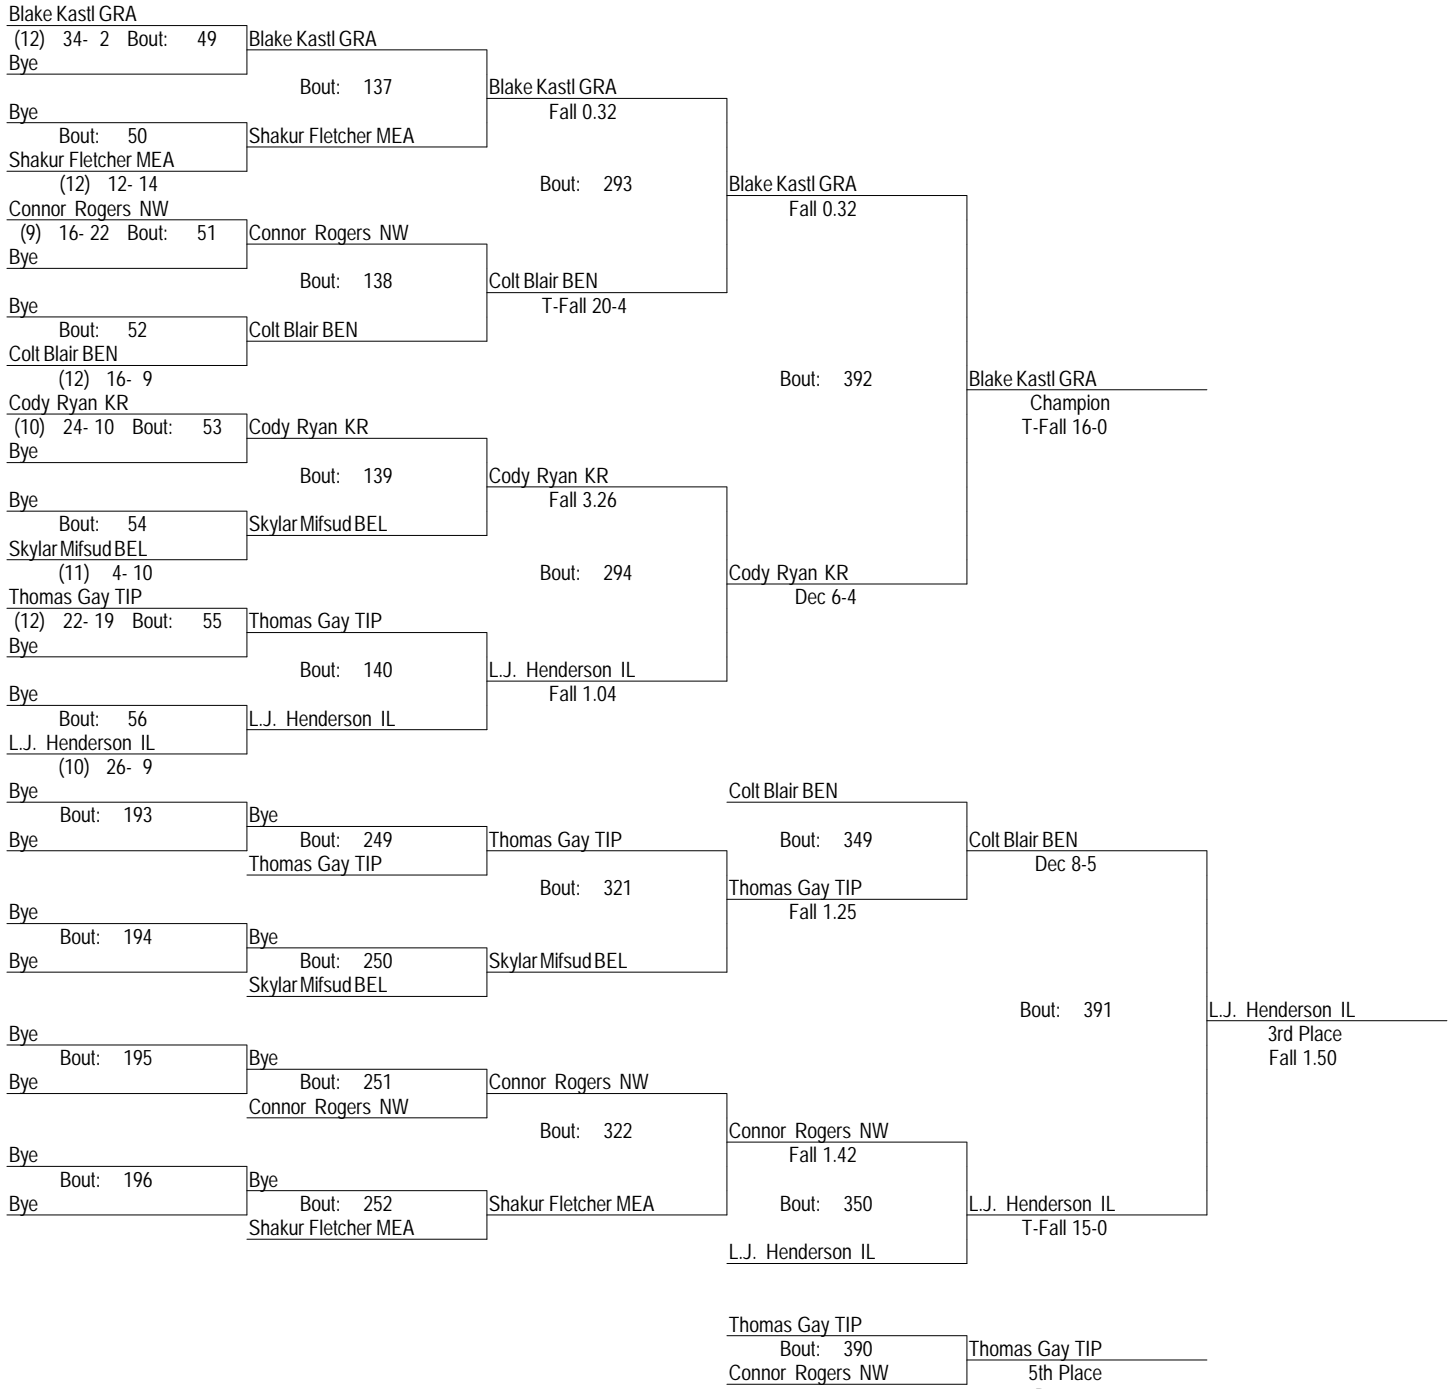 Blake Kastl GRA
(12) 34- 2 Bout: 49 Blake Kastl GRA
Bye
Bout: 137 Blake Kastl GRA
Bye Fall 0.32
Bout: 50 Shakur Fletcher MEA
Shakur Fletcher MEA
(12) 12- 14 Bout: 293 Blake Kastl GRA
Connor Rogers NW Fall 0.32
(9) 16- 22 Bout: 51 Connor Rogers NW
Bye
Bout: 138 Colt Blair BEN
Bye T-Fall 20-4
Bout: 52 Colt Blair BEN
Colt Blair BEN
(12) 16- 9 Bout: 392 Blake Kastl GRA
Cody Ryan KR Champion
(10) 24- 10 Bout: 53 Cody Ryan KR T-Fall 16-0
Bye
Bout: 139 Cody Ryan KR
Bye Fall 3.26
Bout: 54 Skylar Mifsud BEL
Skylar Mifsud BEL
(11) 4- 10 Bout: 294 Cody Ryan KR
Thomas Gay TIP Dec 6-4
(12) 22- 19 Bout: 55 Thomas Gay TIP
Bye
Bout: 140 L.J. Henderson IL
Bye Fall 1.04
Bout: 56 L.J. Henderson IL
L.J. Henderson IL
(10) 26- 9
Bye Colt Blair BEN
Bout: 193 Bye
Bye Bout: 249 Thomas Gay TIP Bout: 349 Colt Blair BEN
Thomas Gay TIP Dec 8-5
Bout: 321 Thomas Gay TIP
Bye Fall 1.25
Bout: 194 Bye
Bye Bout: 250 Skylar Mifsud BEL
Skylar Mifsud BEL
Bout: 391 L.J. Henderson IL
Bye 3rd Place
Bout: 195 Bye Fall 1.50
Bye Bout: 251 Connor Rogers NW
Connor Rogers NW
Bout: 322 Connor Rogers NW
Bye Fall 1.42
Bout: 196 Bye
Bye Bout: 252 Shakur Fletcher MEA Bout: 350 L.J. Henderson IL
Shakur Fletcher MEA T-Fall 15-0
L.J. Henderson IL
Thomas Gay TIP
Bout: 390 Thomas Gay TIP
Connor Rogers NW 5th Place